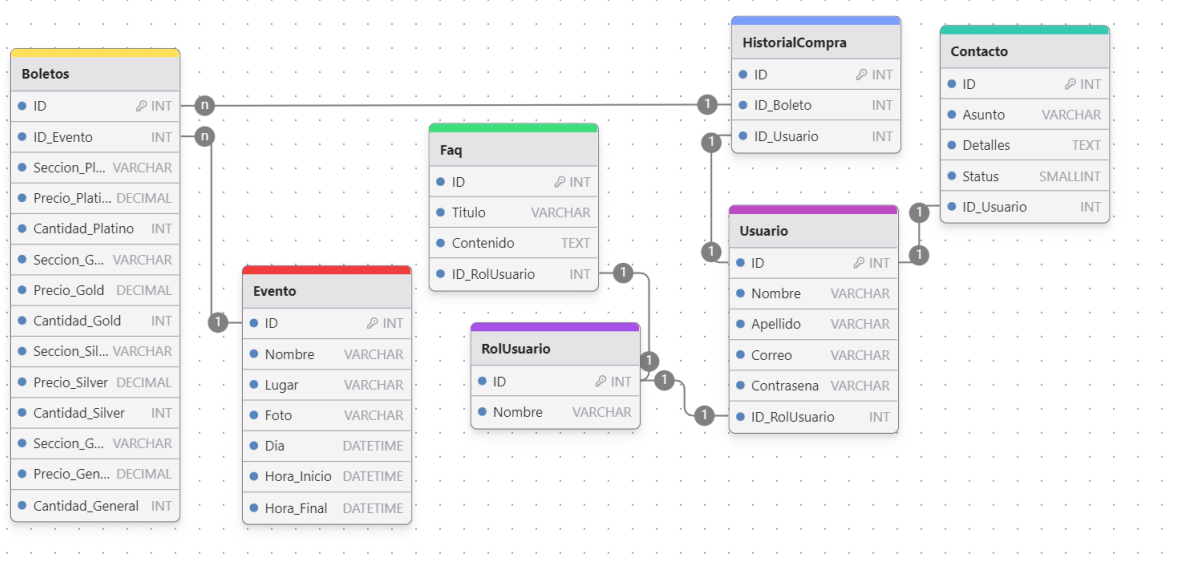 Boletos
ID INT
ID_Evento INT
Seccion_Pl... VARCHAR
Precio_Plati... DECIMAL
Cantidad_Platino INT
Seccion_G... VARCHAR
Precio_Gold DECIMAL
Cantidad_Gold INT
Seccion_Sil... VARCHAR
Precio_Silver DECIMAL
Cantidad_Silver INT
Seccion_G... VARCHAR
Precio_Gen... DECIMAL
Cantidad_General INT
n
n
1
Evento
ID INT
Nombre VARCHAR
Lugar VARCHAR
Foto VARCHAR
Dia DATETIME
Hora_Inicio DATETIME
Hora_Final DATETIME
Faq
ID INT
Titulo VARCHAR
Contenido TEXT
ID_RolUsuario INT
1
1
RolUsuario
ID INT
Nombre VARCHAR
1
1
HistorialCompra
ID INT
ID_Boleto INT
ID_Usuario INT
1
1
1
Usuario
ID INT
Nombre VARCHAR
Apellido VARCHAR
Correo VARCHAR
Contrasena VARCHAR
ID_RolUsuario INT
1
1
Contacto
ID INT
Asunto VARCHAR
Detalles TEXT
Status SMALLINT
ID_Usuario INT